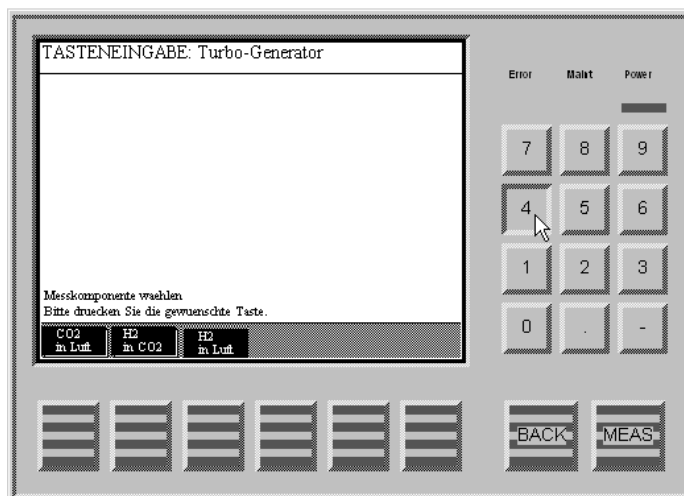 TASTENEINGABE: Turbo-Generator
Error Maint Power
7 8 9
4 5 6
1 2 3
0 . -
Messkomponente waehlen
Bitte druecken Sie die gewuenschte Taste.
CO2 H2 H2
in Luft in CO2 in Luft
BACK MEAS